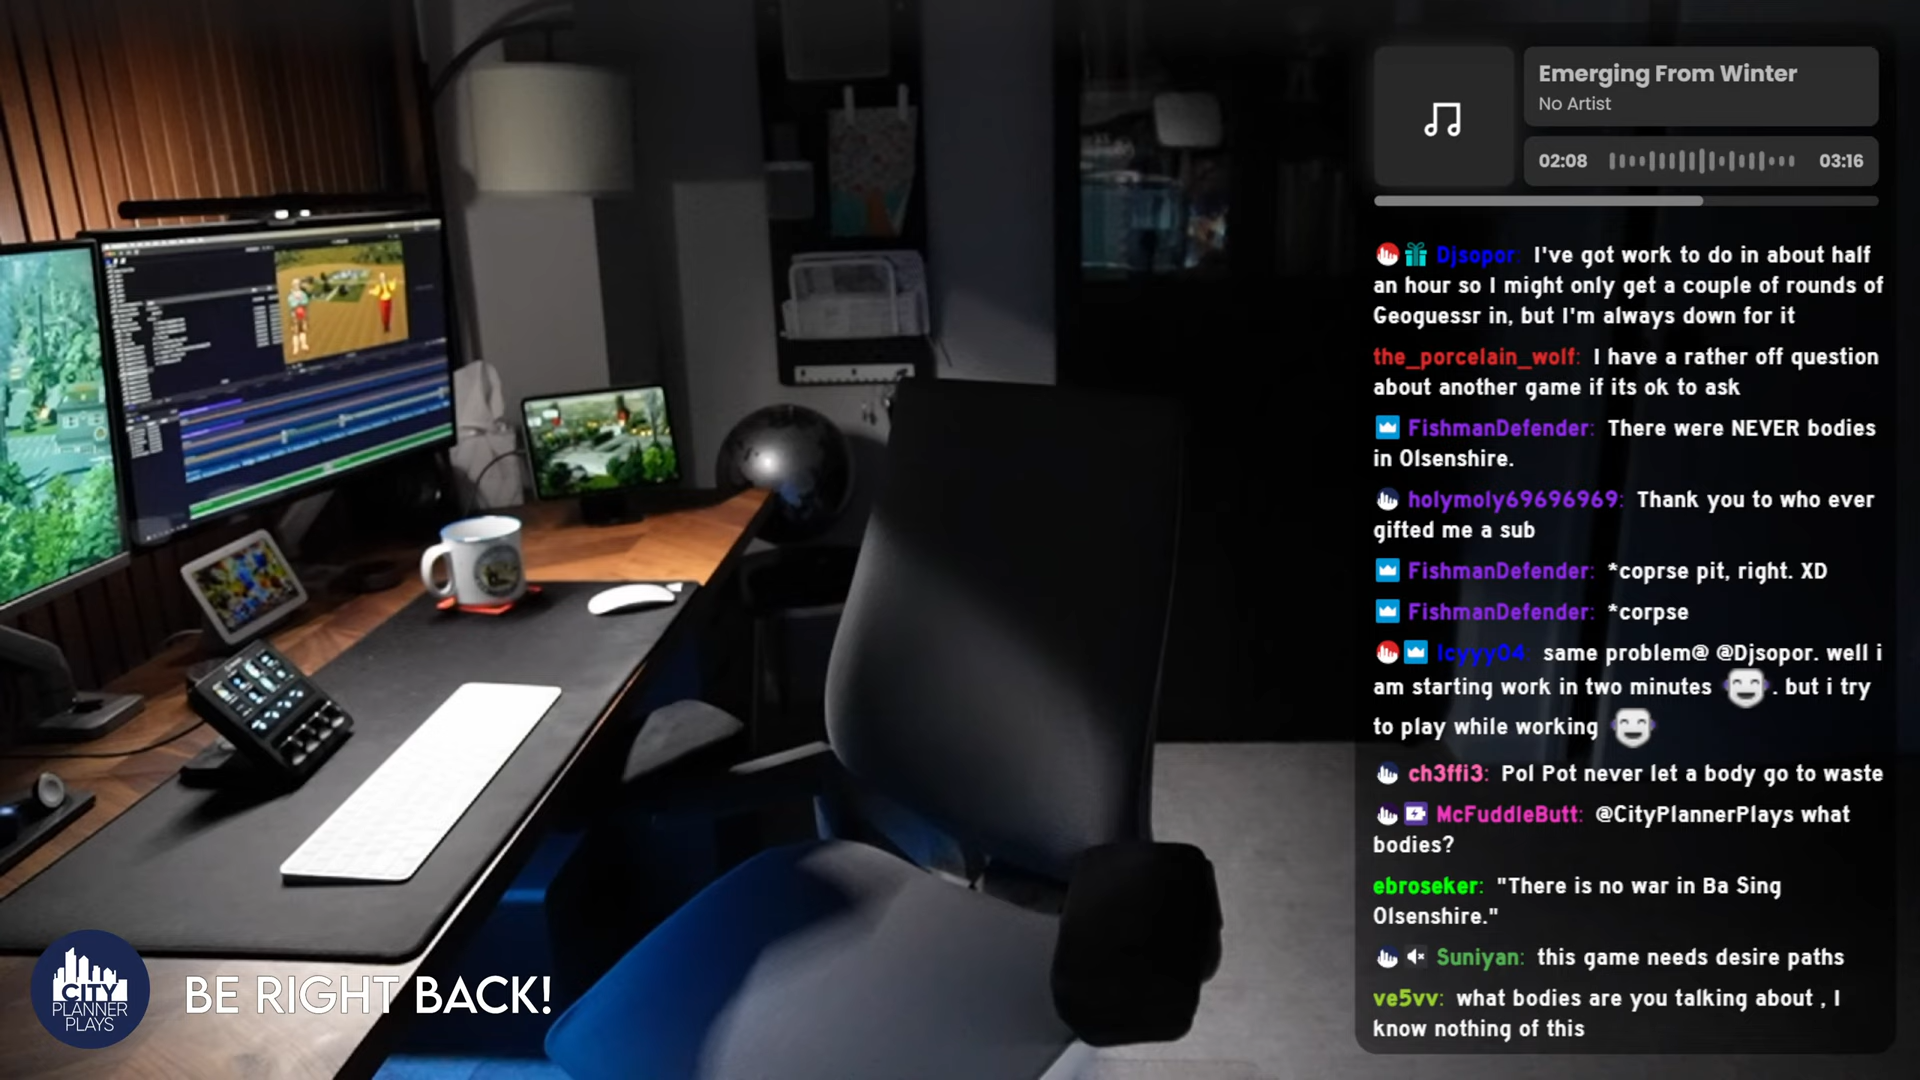 Emerging From Winter
No Artist
02:08
03:16
Djsopor: I've got work to do in about half
an hour so I might only get a couple of rounds of
Geoguessr in, but I'm always down for it
the_porcelain_wolf: I have a rather off question
about another game if its ok to ask
FishmanDefender: There were NEVER bodies
in Olsenshire.
holymoly69696969: Thank you to who ever
gifted me a sub
FishmanDefender: *coprse pit, right. XD
FishmanDefender: *corpse
Icyyy04: same problem@ @Djsopor. well i
am starting work in two minutes . but i try
to play while working
ch3ffi3: Pol Pot never let a body go to waste
McFuddleButt: @CityPlannerPlays what
bodies?
ebroseker: "There is no war in Ba Sing
Olsenshire."
Suniyan: this game needs desire paths
ve5vv: what bodies are you talking about , I
know nothing of this
CITY
PLANNER
PLAYS
BE RIGHT BACK!